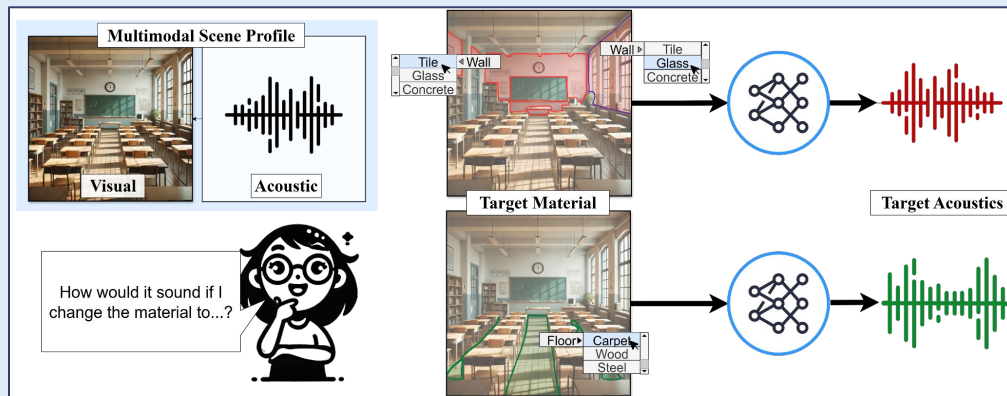 Multimodal Scene Profile
Visual
Acoustic
How would it sound if I
change the material to...?
Tile
Glass
Concrete
Wall
Wall
Tile
Glass
Concrete
Target Material
Floor
Carpet
Wood
Steel
Target Acoustics